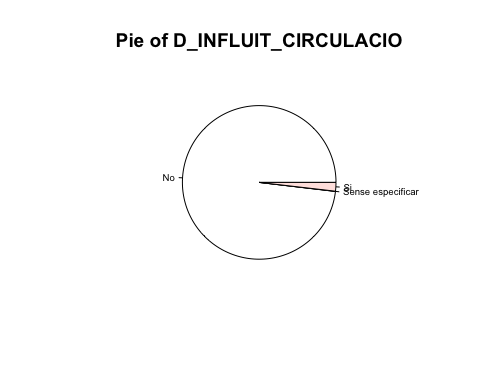 Pie of D_INFLUIT_CIRCULACIO
No
Si
Sense especificar